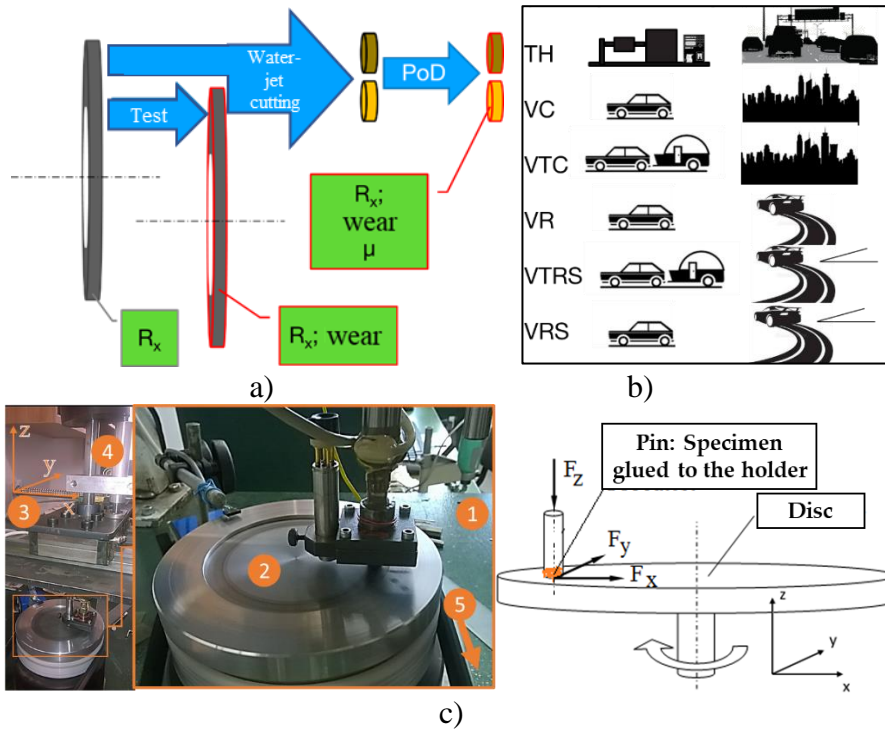 Water-
jet
cutting
PoD
Test
Rx;
wear
μ
Rx
Rx; wear
a)
TH
VC
VTC
VR
VTRS
VRS
b)
z
4
y
3
x
1
2
5
Pin: Specimen
glued to the holder
Fz
Disc
Fy
Fx
z
y
x
c)